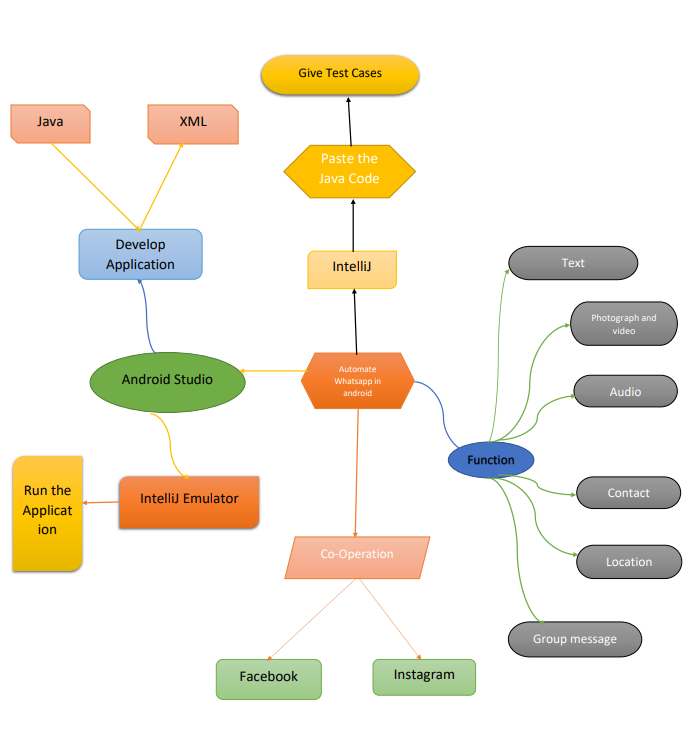 Give Test Cases
Java
XML
Paste the
Java Code
Develop
Application
IntelliJ
Text
Photograph and
video
Android Studio
Automate
Whatsapp in
android
Audio
Function
Run the
Applicat
ion
IntelliJ Emulator
Contact
Co-Operation
Location
Group message
Facebook
Instagram